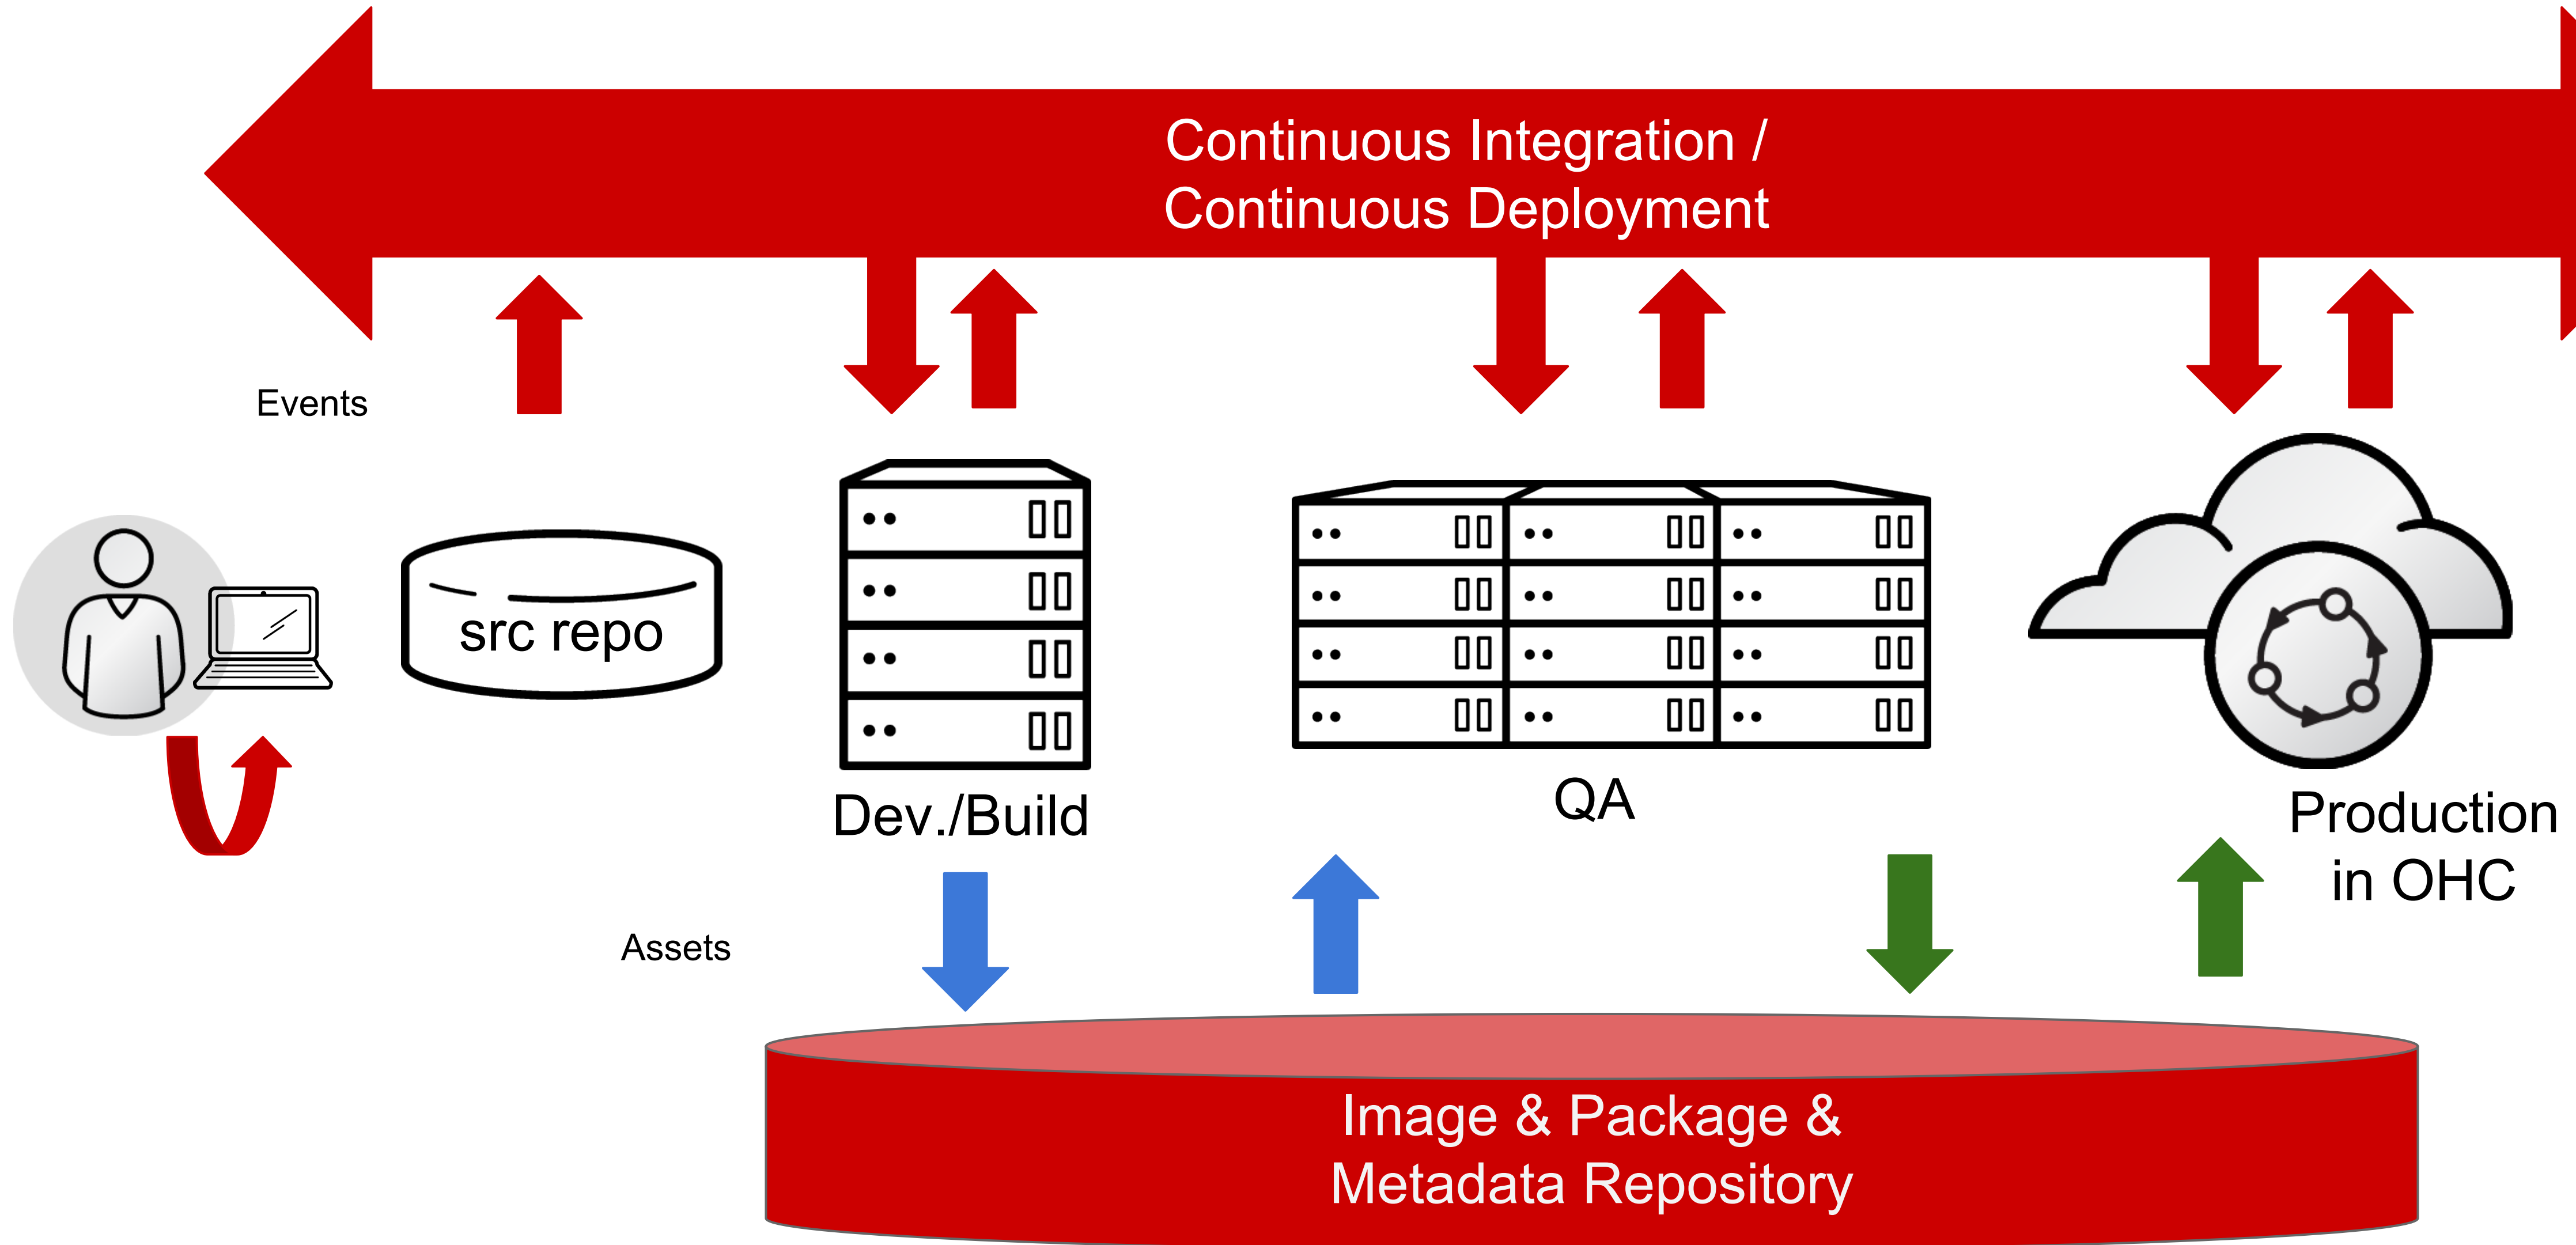 Continuous Integration /
Continuous Deployment
Events
src repo
Dev./Build
QA
Production
in OHC
Assets
Image & Package &
Metadata Repository